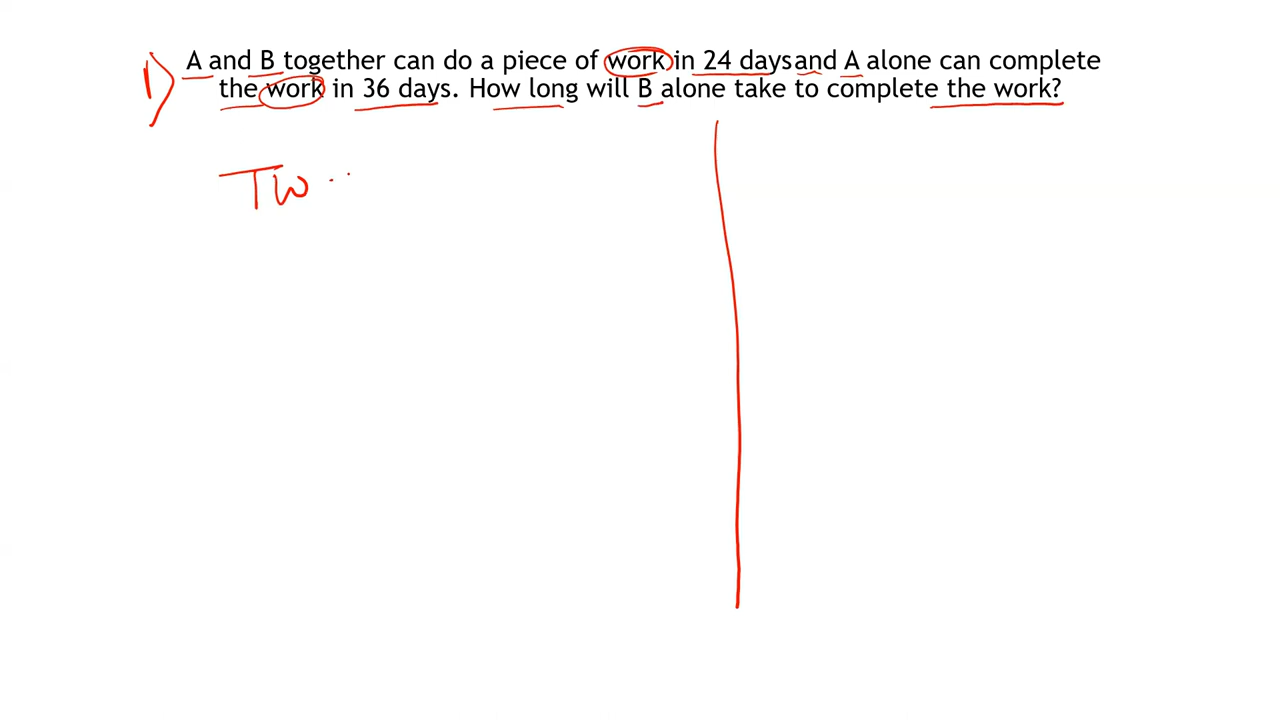 1) A and B together can do a piece of work in 24 days and A alone can complete
the work in 36 days. How long will B alone take to complete the work?
TW ..